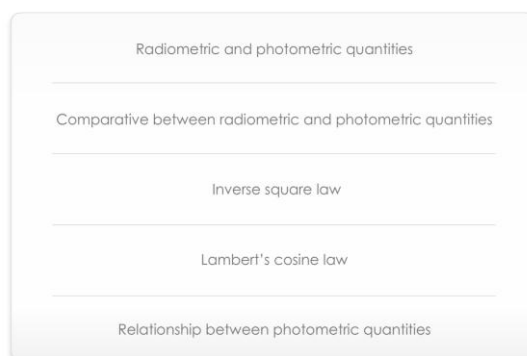 Radiometric and photometric quantities
Comparative between radiometric and photometric quantities
Inverse square law
Lambert's cosine law
Relationship between photometric quantities